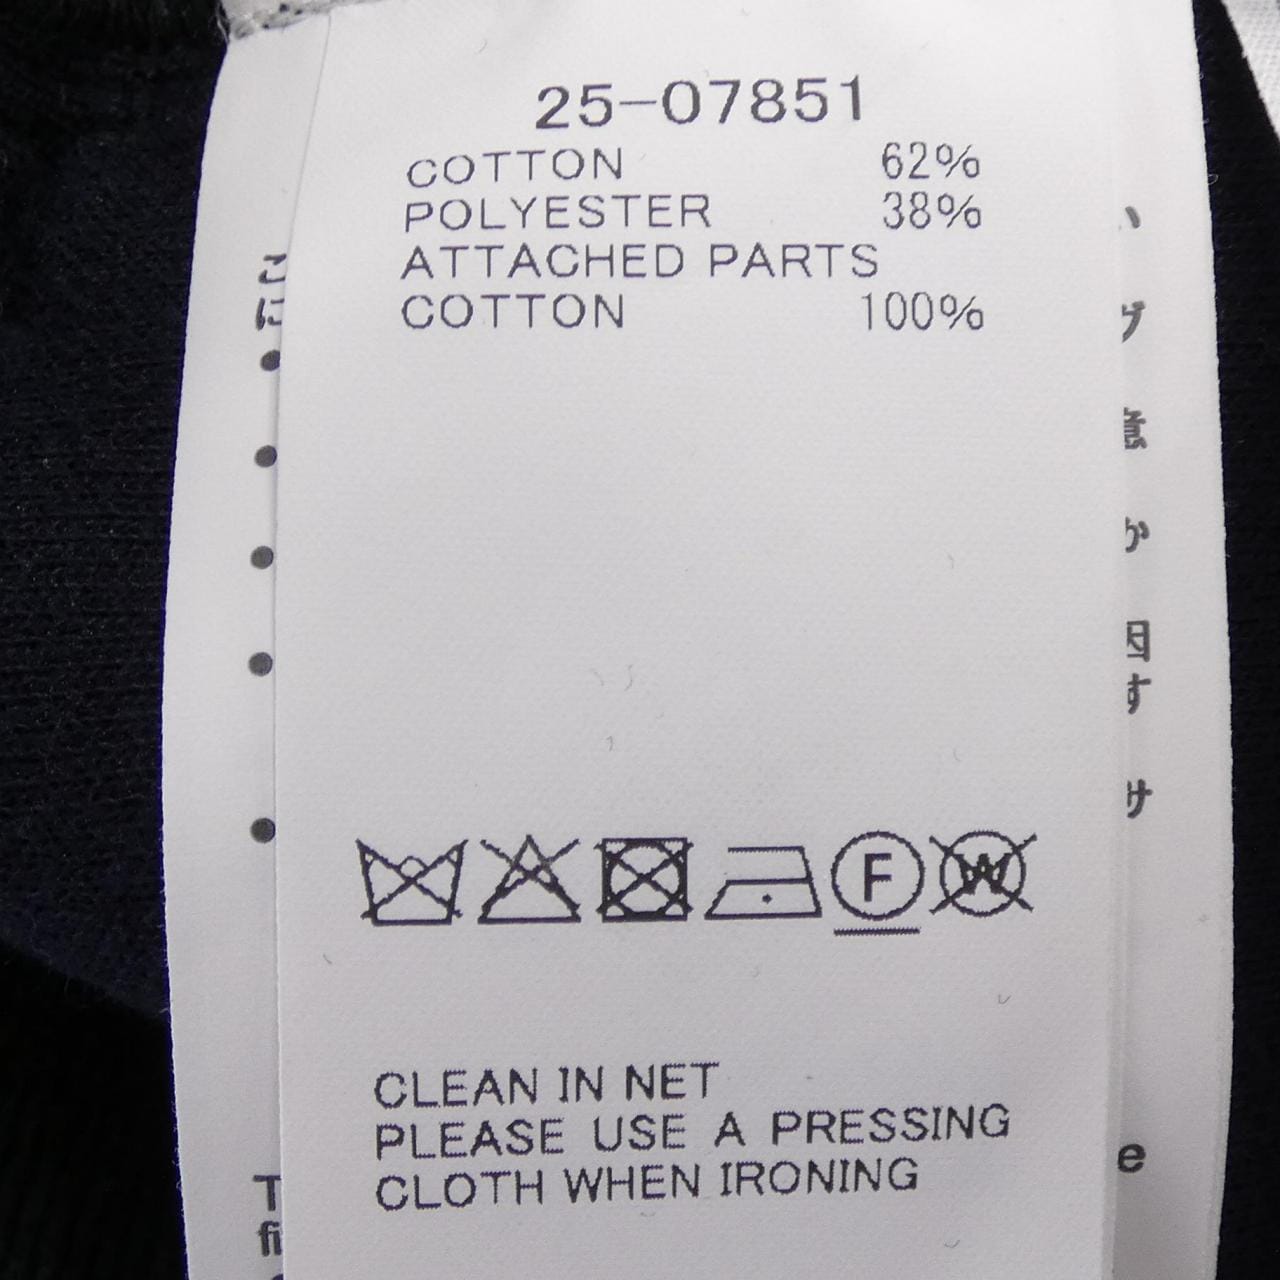 25-07851
COTTON 62%
POLYESTER 38%
ATTACHED PARTS
COTTON 100%
F
W
CLEAN IN NET
PLEASE USE A PRESSING
CLOTH WHEN IRONING